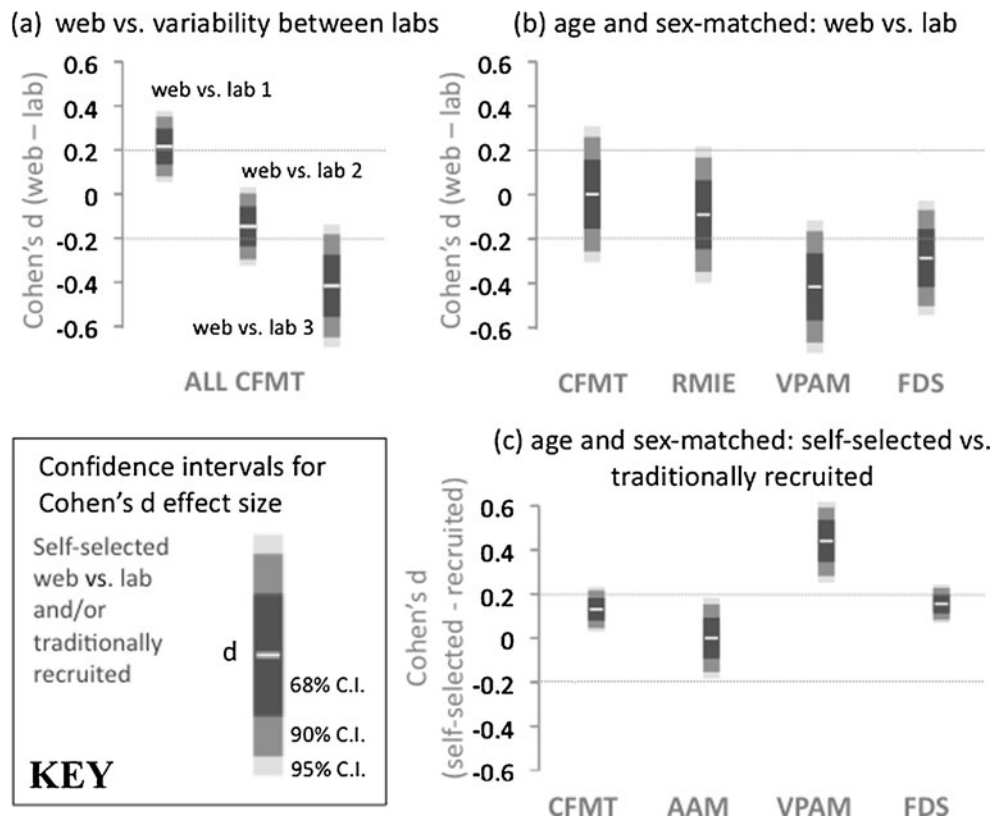 (a) web vs. variability between labs
0.6
0.4
0.2
0
-0.2
-0.4
-0.6
Cohen's d (web – lab)
web vs. lab 1
web vs. lab 2
web vs. lab 3
ALL CFMT
(b) age and sex-matched: web vs. lab
0.6
0.4
0.2
0
-0.2
-0.4
-0.6
Cohen's d (web – lab)
CFMT RMIE VPAM FDS
Confidence intervals for
Cohen's d effect size
Self-selected
web vs. lab
and/or
traditionally
recruited
d
68% C.I.
90% C.I.
95% C.I.
KEY
(c) age and sex-matched: self-selected vs.
traditionally recruited
0.6
0.4
0.2
0
-0.2
-0.4
-0.6
Cohen's d
(self-selected - recruited)
CFMT AAM VPAM FDS